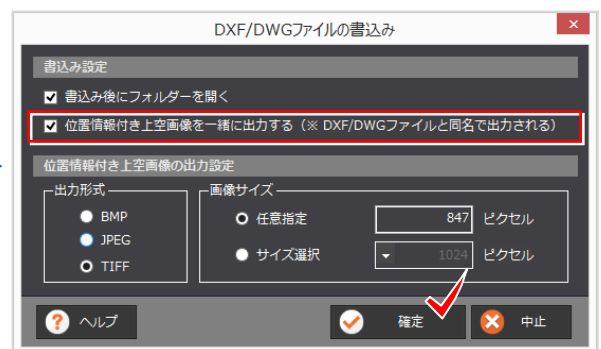 DXF/DWGファイルの書込み
書込み設定
書込み後にフォルダーを開く
位置情報付き上空画像を一緒に出力する（※ DXF/DWGファイルと同名で出力される）
位置情報付き上空画像の出力設定
出力形式
BMP
JPEG
TIFF
画像サイズ
任意指定 847 ピクセル
サイズ選択 1024 ピクセル
ヘルプ 確定 中止